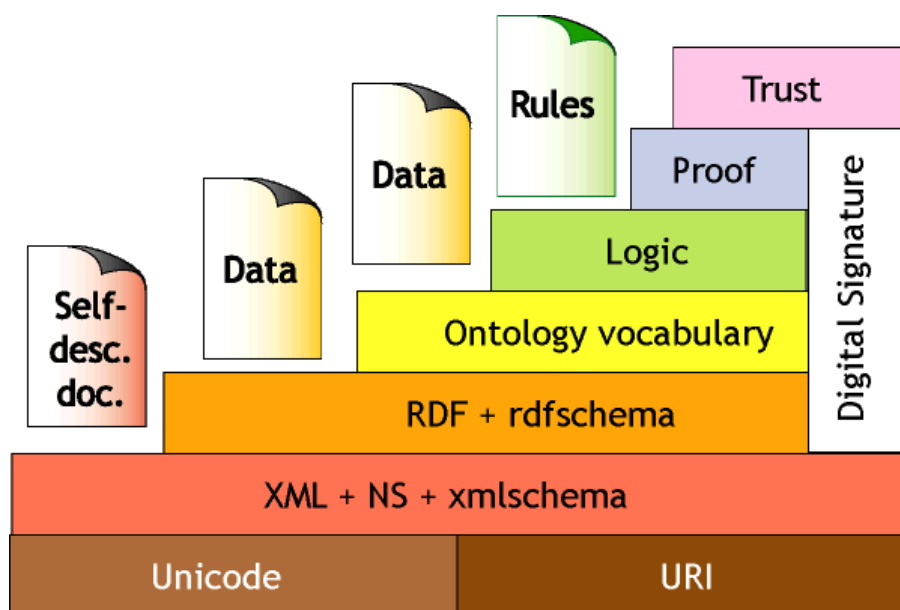 Rules
Trust
Data
Proof
Data
Logic
Self-
desc.
doc.
Ontology vocabulary
Digital Signature
RDF + rdfschema
XML + NS + xmlschema
Unicode
URI